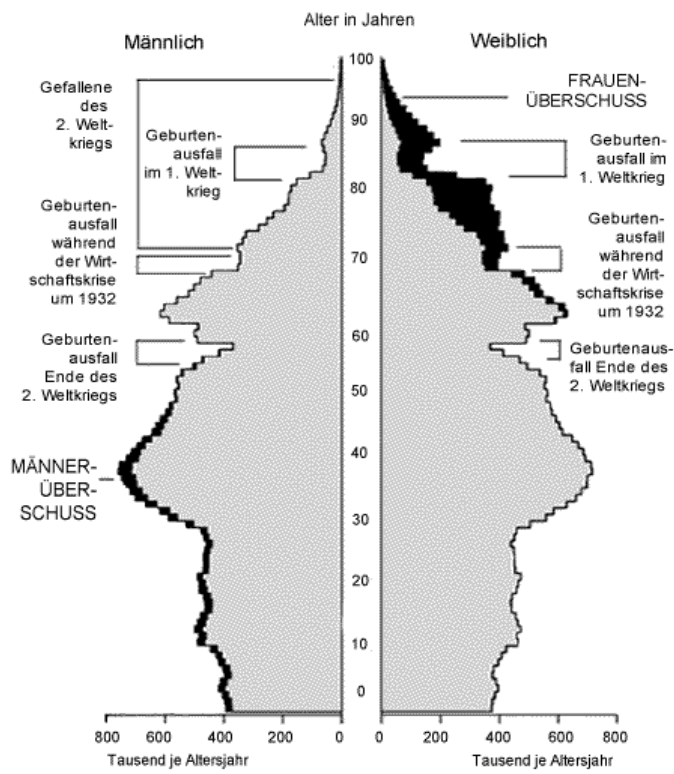 Alter in Jahren
Männlich
Weiblich
Gefallene
des
2. Welt-
kriegs
Geburten-
ausfall
im 1. Welt-
krieg
Geburten-
ausfall
während
der Wirt-
schaftskrise
um 1932
Geburten-
ausfall
Ende des
2. Weltkriegs
MÄNNER-
ÜBER-
SCHUSS
100
90
80
70
60
50
40
30
20
10
0
FRAUEN-
ÜBERSCHUSS
Geburten-
ausfall im
1. Weltkrieg
Geburten-
ausfall
während
der Wirt-
schaftskrise
um 1932
Geburtenaus-
fall Ende des
2. Weltkriegs
800 600 400 200 0
0 200 400 600 800
Tausend je Altersjahr
Tausend je Altersjahr